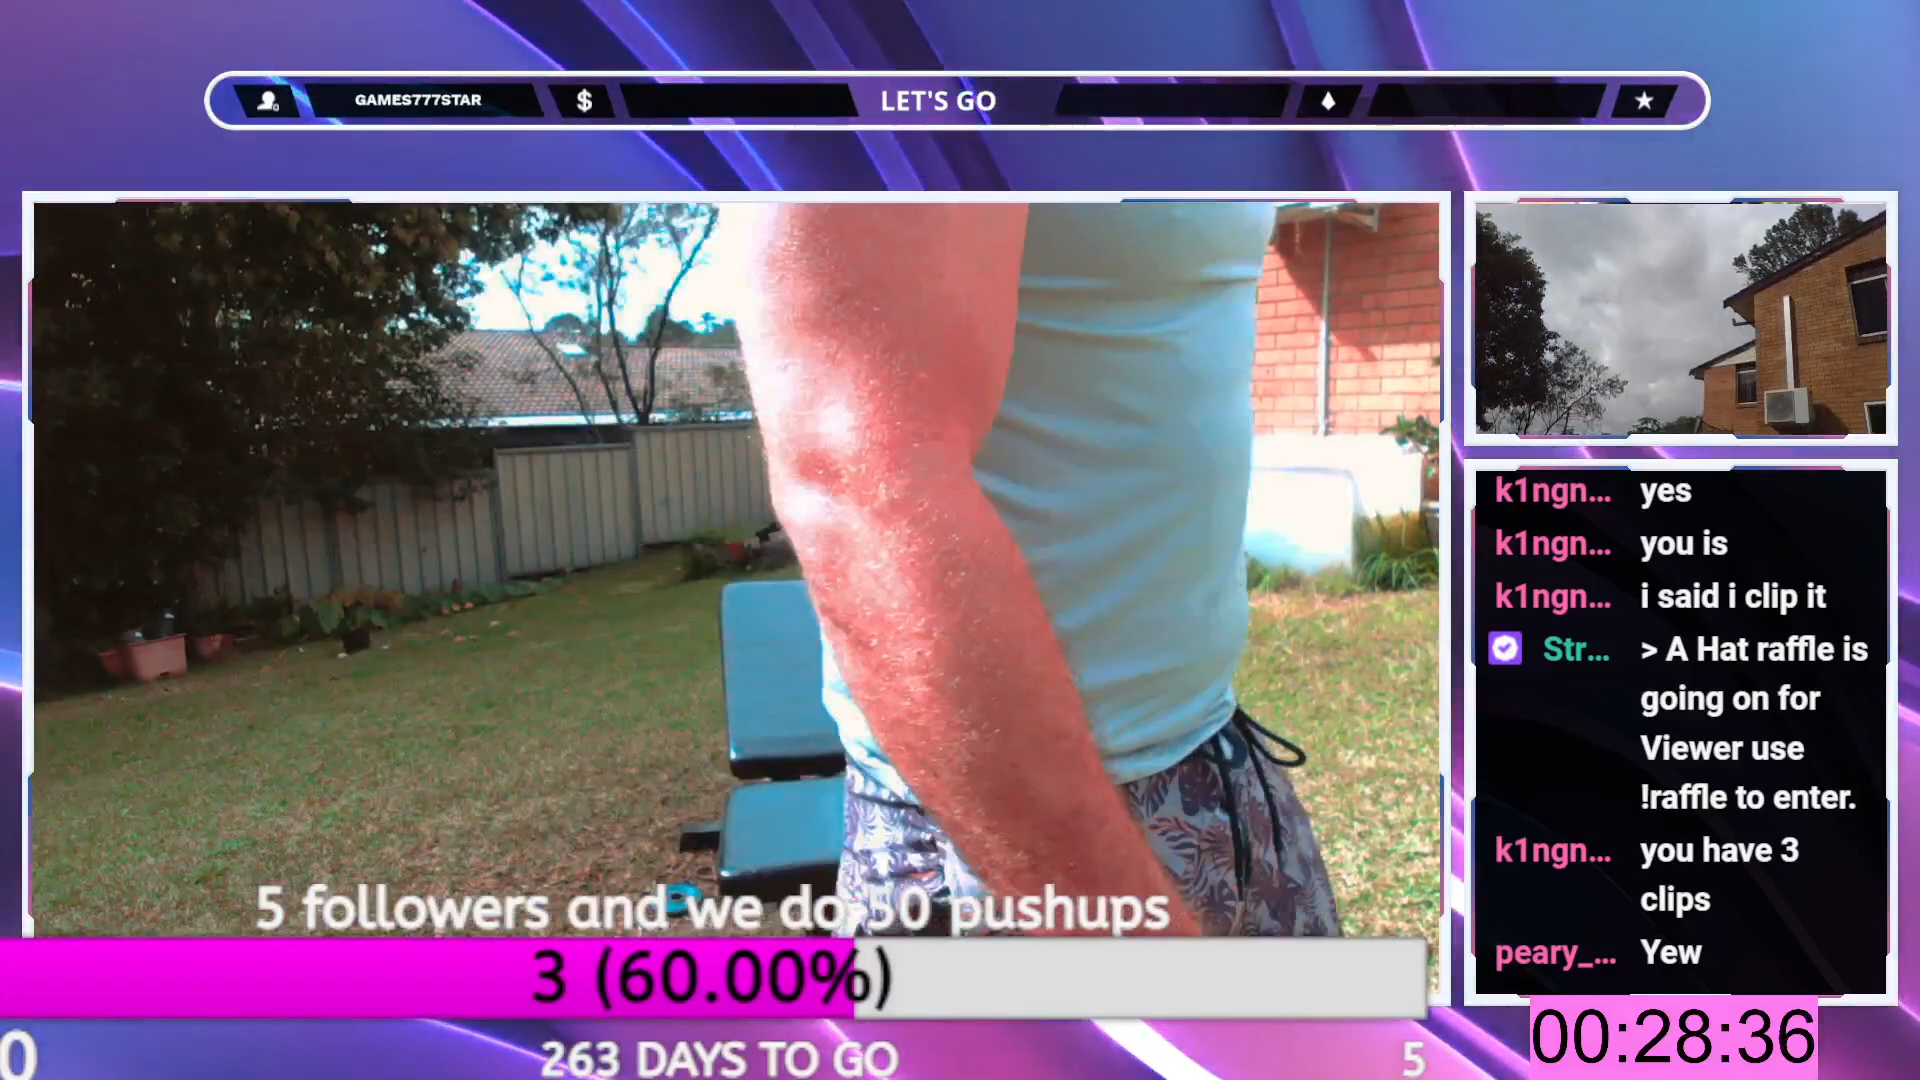 GAMES777STAR
$
LET'S GO
k1ngn... yes
k1ngn... you is
k1ngn... i said i clip it
Str... > A Hat raffle is
going on for
Viewer use
!raffle to enter.
k1ngn... you have 3
clips
peary_... Yew
5 followers and we do 50 pushups
3 (60.00%)
0
263 DAYS TO GO
5
00:28:36